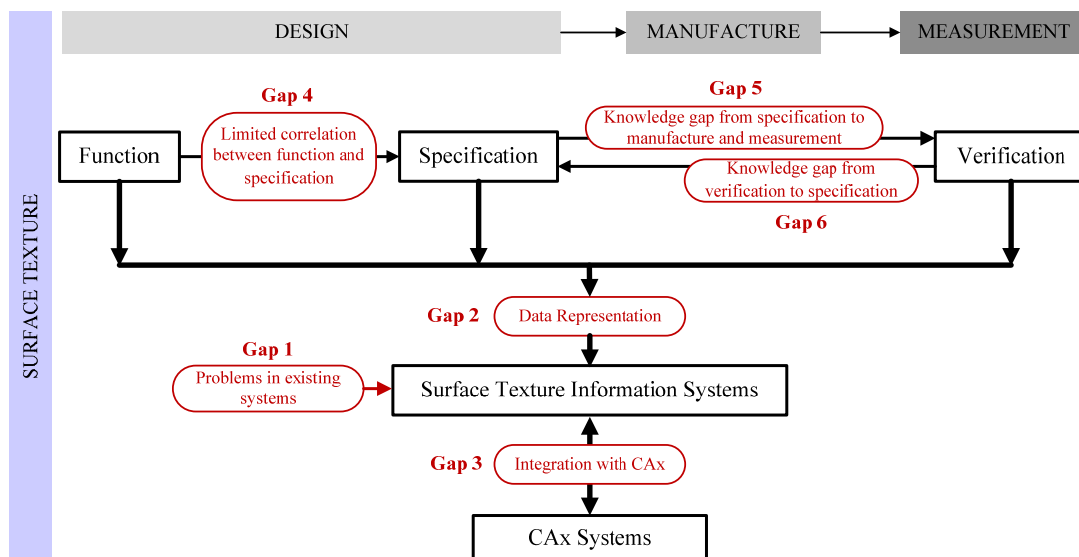 DESIGN
MANUFACTURE
MEASUREMENT
SURFACE TEXTURE
Gap 4
Gap 5
Function
Limited correlation
between function and
specification
Specification
Knowledge gap from specification to
manufacture and measurement
Knowledge gap from
verification to specification
Verification
Gap 6
Gap 2
Data Representation
Gap 1
Problems in existing
systems
Surface Texture Information Systems
Gap 3
Integration with CAx
CAx Systems